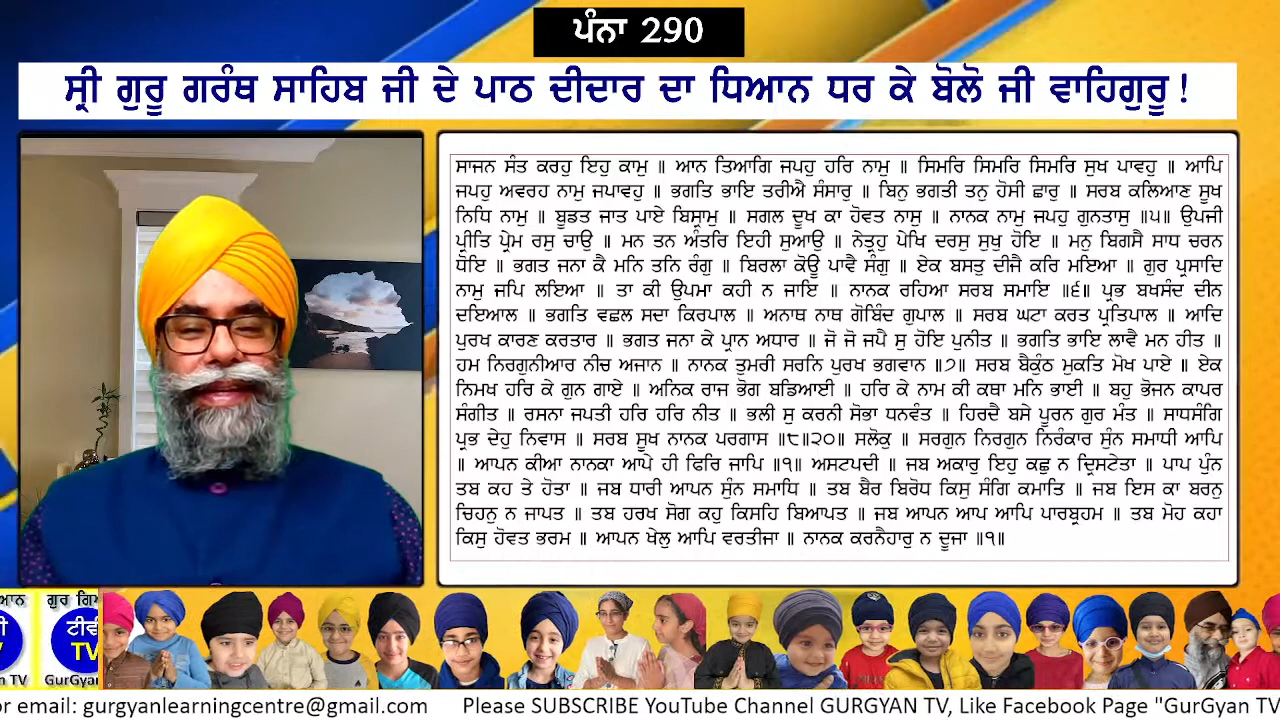 ਪੰਨਾ 290
ਸ੍ਰੀ ਗੁਰੂ ਗਰੰਥ ਸਾਹਿਬ ਜੀ ਦੇ ਪਾਠ ਦੀਦਾਰ ਦਾ ਧਿਆਨ ਧਰ ਕੇ ਬੋਲੋ ਜੀ ਵਾਹਿਗੁਰੂ!
ਸਾਜਨ ਸੰਤ ਕਰਹੁ ਇਹੁ ਕਾਮੁ ॥ ਆਨ ਤਿਆਗਿ ਜਪਹੁ ਹਰਿ ਨਾਮੁ ॥ ਸਿਮਰਿ ਸਿਮਰਿ ਸਿਮਰਿ ਸੁਖ ਪਾਵਹੁ ॥ ਆਪਿ
ਜਪਹੁ ਅਵਰਹ ਨਾਮੁ ਜਪਾਵਹੁ ॥ ਭਗਤਿ ਭਾਇ ਤਰੀਐ ਸੰਸਾਰੁ ॥ ਬਿਨੁ ਭਗਤੀ ਤਨੁ ਹੋਸੀ ਛਾਰੁ ॥ ਸਰਬ ਕਲਿਆਣ ਸੂਖ
ਨਿਧਿ ਨਾਮੁ ॥ ਬੂਡਤ ਜਾਤ ਪਾਏ ਬਿਸ੍ਰਾਮੁ ॥ ਸਗਲ ਦੂਖ ਕਾ ਹੋਵਤ ਨਾਸੁ ॥ ਨਾਨਕ ਨਾਮੁ ਜਪਹੁ ਗੁਨਤਾਸੁ ॥੫॥ ਉਪਜੀ
ਪ੍ਰੀਤਿ ਪ੍ਰੇਮ ਰਸੁ ਚਾਉ ॥ ਮਨ ਤਨ ਅੰਤਰਿ ਇਹੀ ਸੁਆਉ ॥ ਨੇਤ੍ਰਹੁ ਪੇਖਿ ਦਰਸੁ ਸੁਖੁ ਹੋਇ ॥ ਮਨੁ ਬਿਗਸੈ ਸਾਧ ਚਰਨ
ਧੋਇ ॥ ਭਗਤ ਜਨਾ ਕੈ ਮਨਿ ਤਨਿ ਰੰਗੁ ॥ ਬਿਰਲਾ ਕੋਊ ਪਾਵੈ ਸੰਗੁ ॥ ਏਕ ਬਸਤੁ ਦੀਜੈ ਕਰਿ ਮਇਆ ॥ ਗੁਰ ਪ੍ਰਸਾਦਿ
ਨਾਮੁ ਜਪਿ ਲਇਆ ॥ ਤਾ ਕੀ ਉਪਮਾ ਕਹੀ ਨ ਜਾਇ ॥ ਨਾਨਕ ਰਹਿਆ ਸਰਬ ਸਮਾਇ ॥੬॥ ਪ੍ਰਭ ਬਖਸੰਦ ਦੀਨ
ਦਇਆਲ ॥ ਭਗਤਿ ਵਛਲ ਸਦਾ ਕਿਰਪਾਲ ॥ ਅਨਾਥ ਨਾਥ ਗੋਬਿੰਦ ਗੁਪਾਲ ॥ ਸਰਬ ਘਟਾ ਕਰਤ ਪ੍ਰਤਿਪਾਲ ॥ ਆਦਿ
ਪੁਰਖ ਕਾਰਣ ਕਰਤਾਰ ॥ ਭਗਤ ਜਨਾ ਕੇ ਪ੍ਰਾਨ ਅਧਾਰ ॥ ਜੋ ਜੋ ਜਪੈ ਸੁ ਹੋਇ ਪੁਨੀਤ ॥ ਭਗਤਿ ਭਾਇ ਲਾਵੈ ਮਨ ਹੀਤ ॥
ਹਮ ਨਿਰਗੁਨੀਆਰ ਨੀਚ ਅਜਾਨ ॥ ਨਾਨਕ ਤੁਮਰੀ ਸਰਨਿ ਪੁਰਖ ਭਗਵਾਨ ॥੭॥ ਸਰਬ ਬੈਕੁੰਠ ਮੁਕਤਿ ਮੋਖ ਪਾਏ ॥ ਏਕ
ਨਿਮਖ ਹਰਿ ਕੇ ਗੁਨ ਗਾਏ ॥ ਅਨਿਕ ਰਾਜ ਭੋਗ ਬਡਿਆਈ ॥ ਹਰਿ ਕੇ ਨਾਮ ਕੀ ਕਥਾ ਮਨਿ ਭਾਈ ॥ ਬਹੁ ਭੋਜਨ ਕਾਪਰ
ਸੰਗੀਤ ॥ ਰਸਨਾ ਜਪਤੀ ਹਰਿ ਹਰਿ ਨੀਤ ॥ ਭਲੀ ਸੁ ਕਰਨੀ ਸੋਭਾ ਧਨਵੰਤ ॥ ਹਿਰਦੈ ਬਸੇ ਪੂਰਨ ਗੁਰ ਮੰਤ ॥ ਸਾਧਸੰਗਿ
ਪ੍ਰਭ ਦੇਹੁ ਨਿਵਾਸ ॥ ਸਰਬ ਸੂਖ ਨਾਨਕ ਪਰਗਾਸ ॥੮॥੨੦॥ ਸਲੋਕੁ ॥ ਸਰਗੁਨ ਨਿਰਗੁਨ ਨਿਰੰਕਾਰ ਸੁੰਨ ਸਮਾਧੀ ਆਪਿ
॥ ਆਪਨ ਕੀਆ ਨਾਨਕਾ ਆਪੇ ਹੀ ਫਿਰਿ ਜਾਪਿ ॥੧॥ ਅਸਟਪਦੀ ॥ ਜਬ ਅਕਾਰੁ ਇਹੁ ਕਛੁ ਨ ਦ੍ਰਿਸਟੇਤਾ ॥ ਪਾਪ ਪੁੰਨ
ਤਬ ਕਹ ਤੇ ਹੋਤਾ ॥ ਜਬ ਧਾਰੀ ਆਪਨ ਸੁੰਨ ਸਮਾਧਿ ॥ ਤਬ ਬੈਰ ਬਿਰੋਧ ਕਿਸੁ ਸੰਗਿ ਕਮਾਤਿ ॥ ਜਬ ਇਸ ਕਾ ਬਰਨੁ
ਚਿਹਨੁ ਨ ਜਾਪਤ ॥ ਤਬ ਹਰਖ ਸੋਗ ਕਹੁ ਕਿਸਹਿ ਬਿਆਪਤ ॥ ਜਬ ਆਪਨ ਆਪ ਆਪਿ ਪਾਰਬ੍ਰਹਮ ॥ ਤਬ ਮੋਹ ਕਹਾ
ਕਿਸੁ ਹੋਵਤ ਭਰਮ ॥ ਆਪਨ ਖੇਲੁ ਆਪਿ ਵਰਤੀਜਾ ॥ ਨਾਨਕ ਕਰਨੈਹਾਰੁ ਨ ਦੂਜਾ ॥੧॥
ਗੁਰ ਗਿਆ
ਟੀਵੀ
TV
n TV GurGyan
or email: gurgyanlearningcentre@gmail.com Please SUBSCRIBE YouTube Channel GURGYAN TV, Like Facebook Page "GurGyan TV